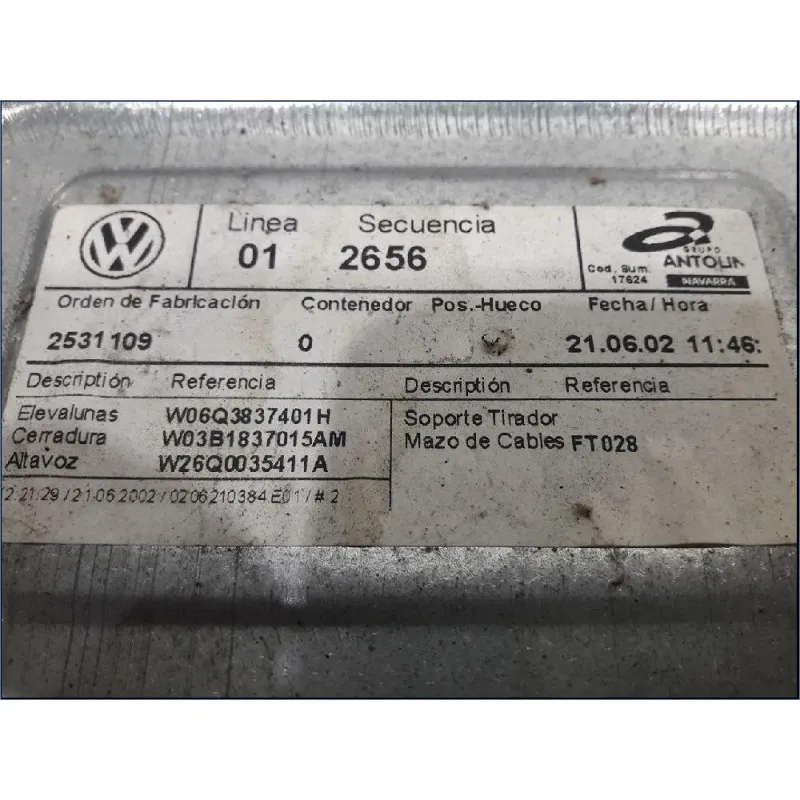 Linea Secuencia
01 2656
GRUPO
ANTOLIN
Cod. Sum.
17624 NAVARRA
Orden de Fabricación Contenedor Pos.-Hueco Fecha/Hora
2531109 0 21.06.02 11:46:
Descriptión Referencia Descriptión Referencia
Elevalunas W06Q3837401H Soporte Tirador
Cerradura W03B1837015AM Mazo de Cables FT028
Altavoz W26Q0035411A
2:21:29/21-06-2002/0206210384E01/#2